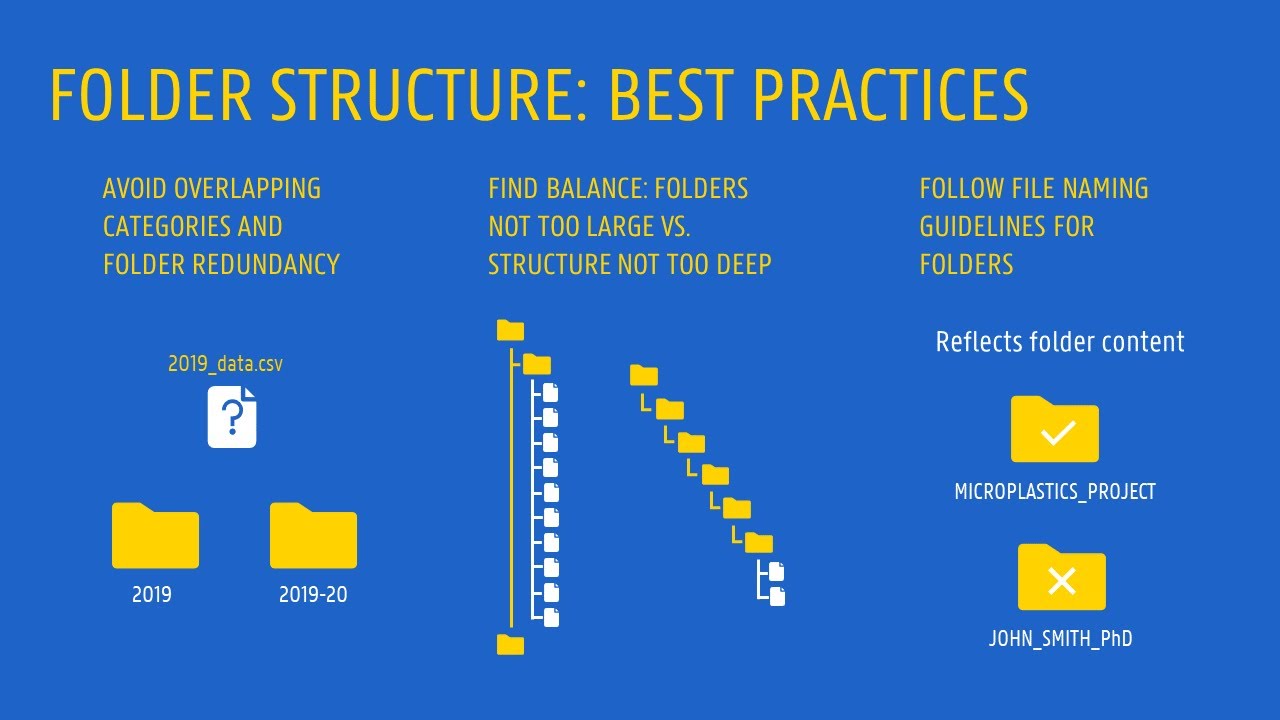 FOLDER STRUCTURE: BEST PRACTICES
AVOID OVERLAPPING
CATEGORIES AND
FOLDER REDUNDANCY
2019_data.csv
?
2019
2019-20
FIND BALANCE: FOLDERS
NOT TOO LARGE VS.
STRUCTURE NOT TOO DEEP
FOLLOW FILE NAMING
GUIDELINES FOR
FOLDERS
Reflects folder content
MICROPLASTICS_PROJECT
JOHN_SMITH_PhD